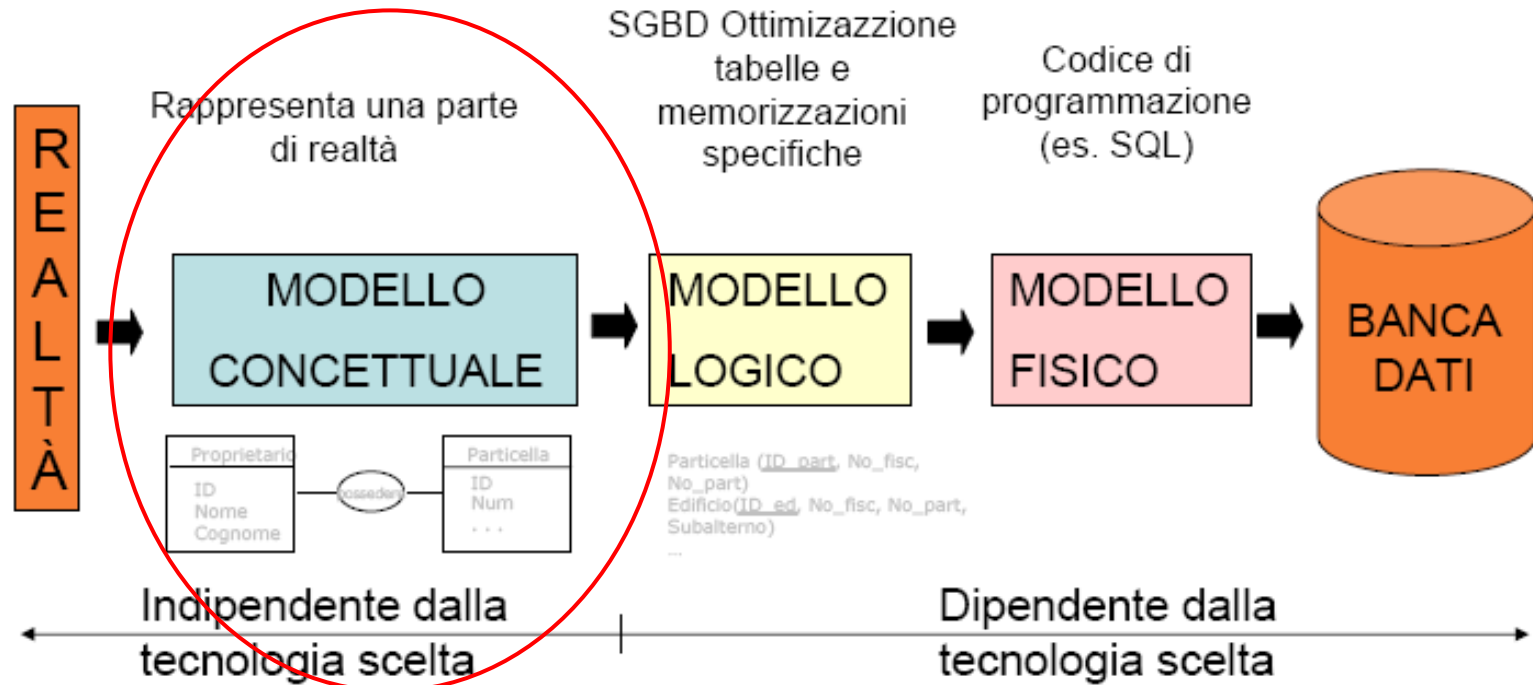 REALTÀ
Rappresenta una parte
di realtà
SGBD Ottimizazzione
tabelle e
memorizzazioni
specifiche
Codice di
programmazione
(es. SQL)
MODELLO
CONCETTUALE
MODELLO
LOGICO
MODELLO
FISICO
BANCA
DATI
Proprietario
ID
Nome
Cognome
possedere
Particella
ID
Num
. . .
Particella (ID_part, No_fisc,
No_part)
Edificio(ID_ed, No_fisc, No_part,
Subalterno)
...
Indipendente dalla
tecnologia scelta
Dipendente dalla
tecnologia scelta